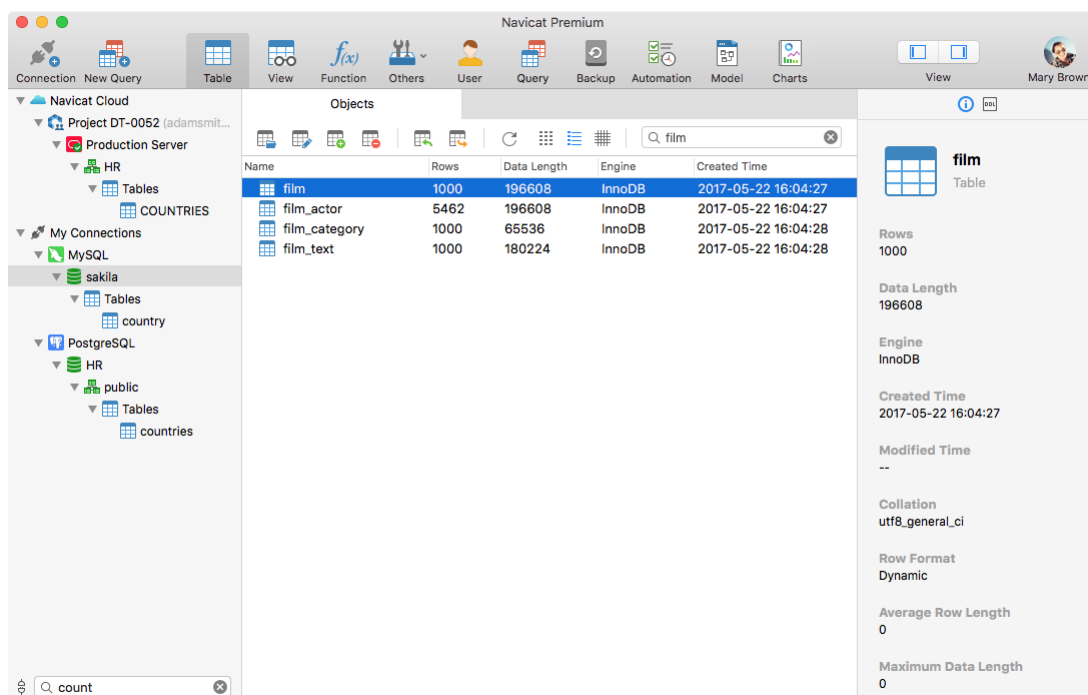 Navicat Premium
Connection New Query Table View Function Others User Query Backup Automation Model Charts View Mary Brown
Navicat Cloud
Project DT-0052 (adamsmit...
Production Server
HR
Tables
COUNTRIES
My Connections
MySQL
sakila
Tables
country
PostgreSQL
HR
public
Tables
countries
count
Objects
film
Name Rows Data Length Engine Created Time
film 1000 196608 InnoDB 2017-05-22 16:04:27
film_actor 5462 196608 InnoDB 2017-05-22 16:04:27
film_category 1000 65536 InnoDB 2017-05-22 16:04:28
film_text 1000 180224 InnoDB 2017-05-22 16:04:28
DDL
film
Table
Rows
1000
Data Length
196608
Engine
InnoDB
Created Time
2017-05-22 16:04:27
Modified Time
--
Collation
utf8_general_ci
Row Format
Dynamic
Average Row Length
0
Maximum Data Length
0